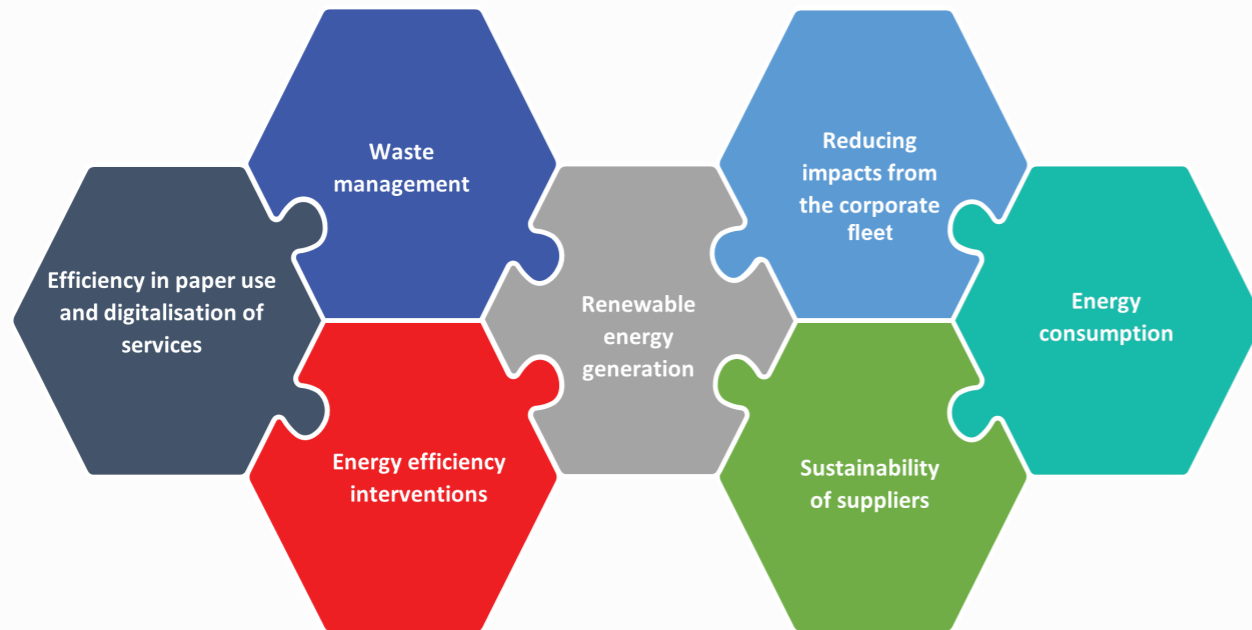 Waste
management
Reducing
impacts from
the corporate
fleet
Efficiency in paper use
and digitalisation of
services
Renewable
energy
generation
Energy
consumption
Energy efficiency
interventions
Sustainability
of suppliers